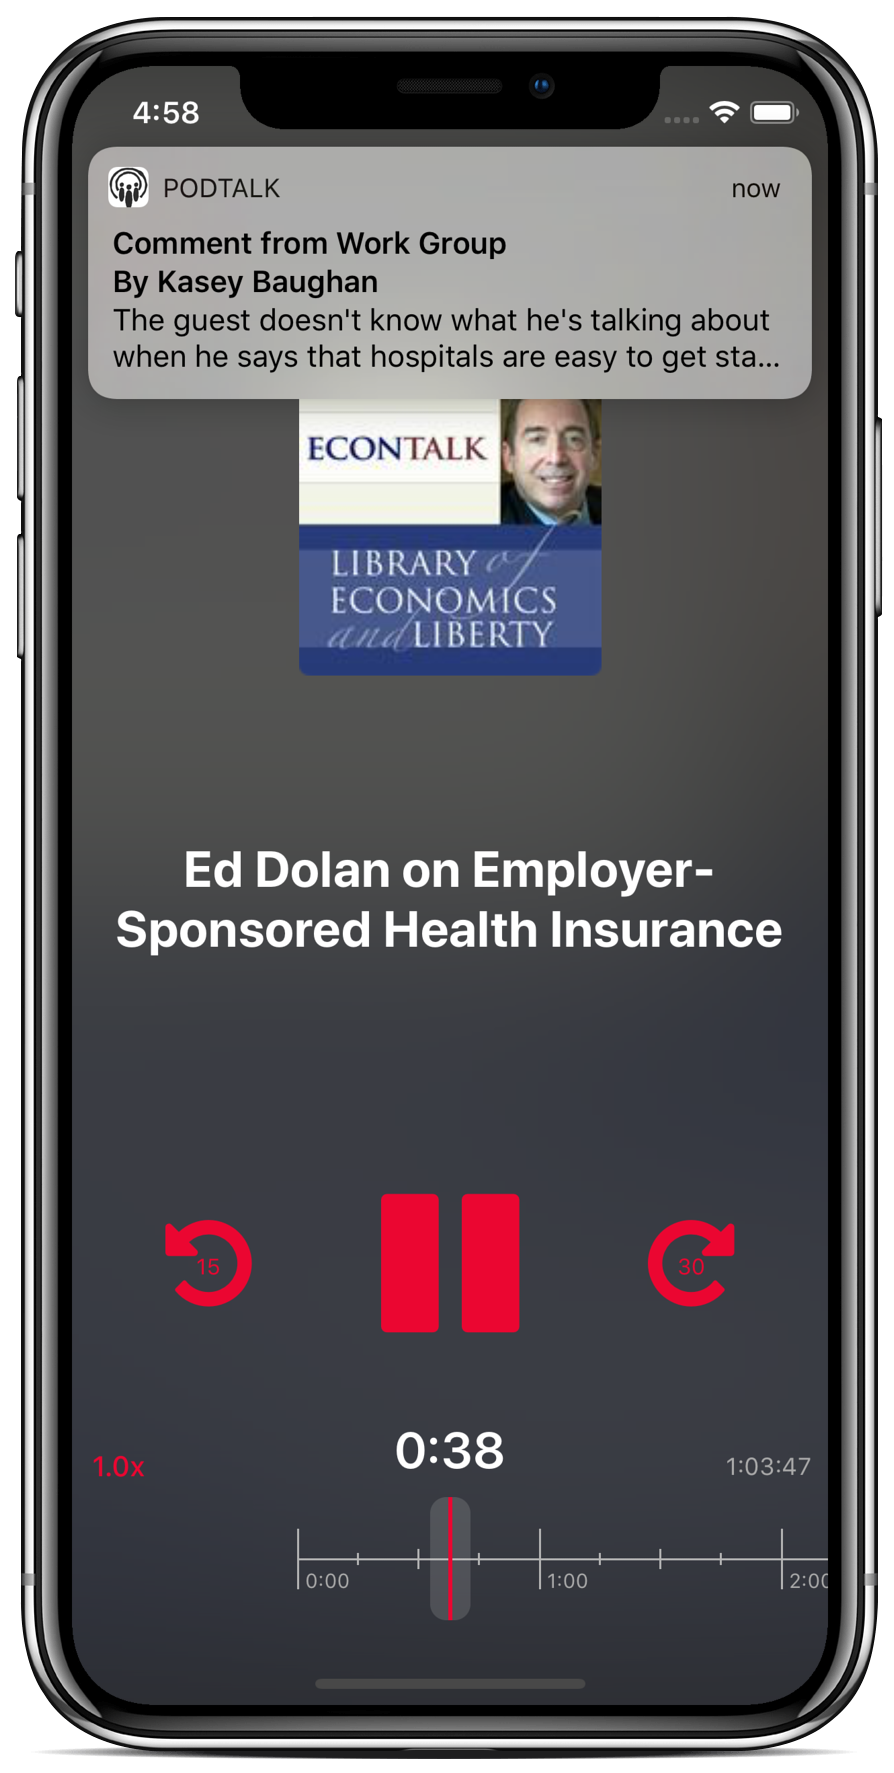 4:58
PODTALK
now
Comment from Work Group
By Kasey Baughan
The guest doesn't know what he's talking about
when he says that hospitals are easy to get sta...
ECONTALK
LIBRARY of
ECONOMICS
and LIBERTY
Ed Dolan on Employer-
Sponsored Health Insurance
15
30
1.0x
0:38
1:03:47
0:00
1:00
2:00